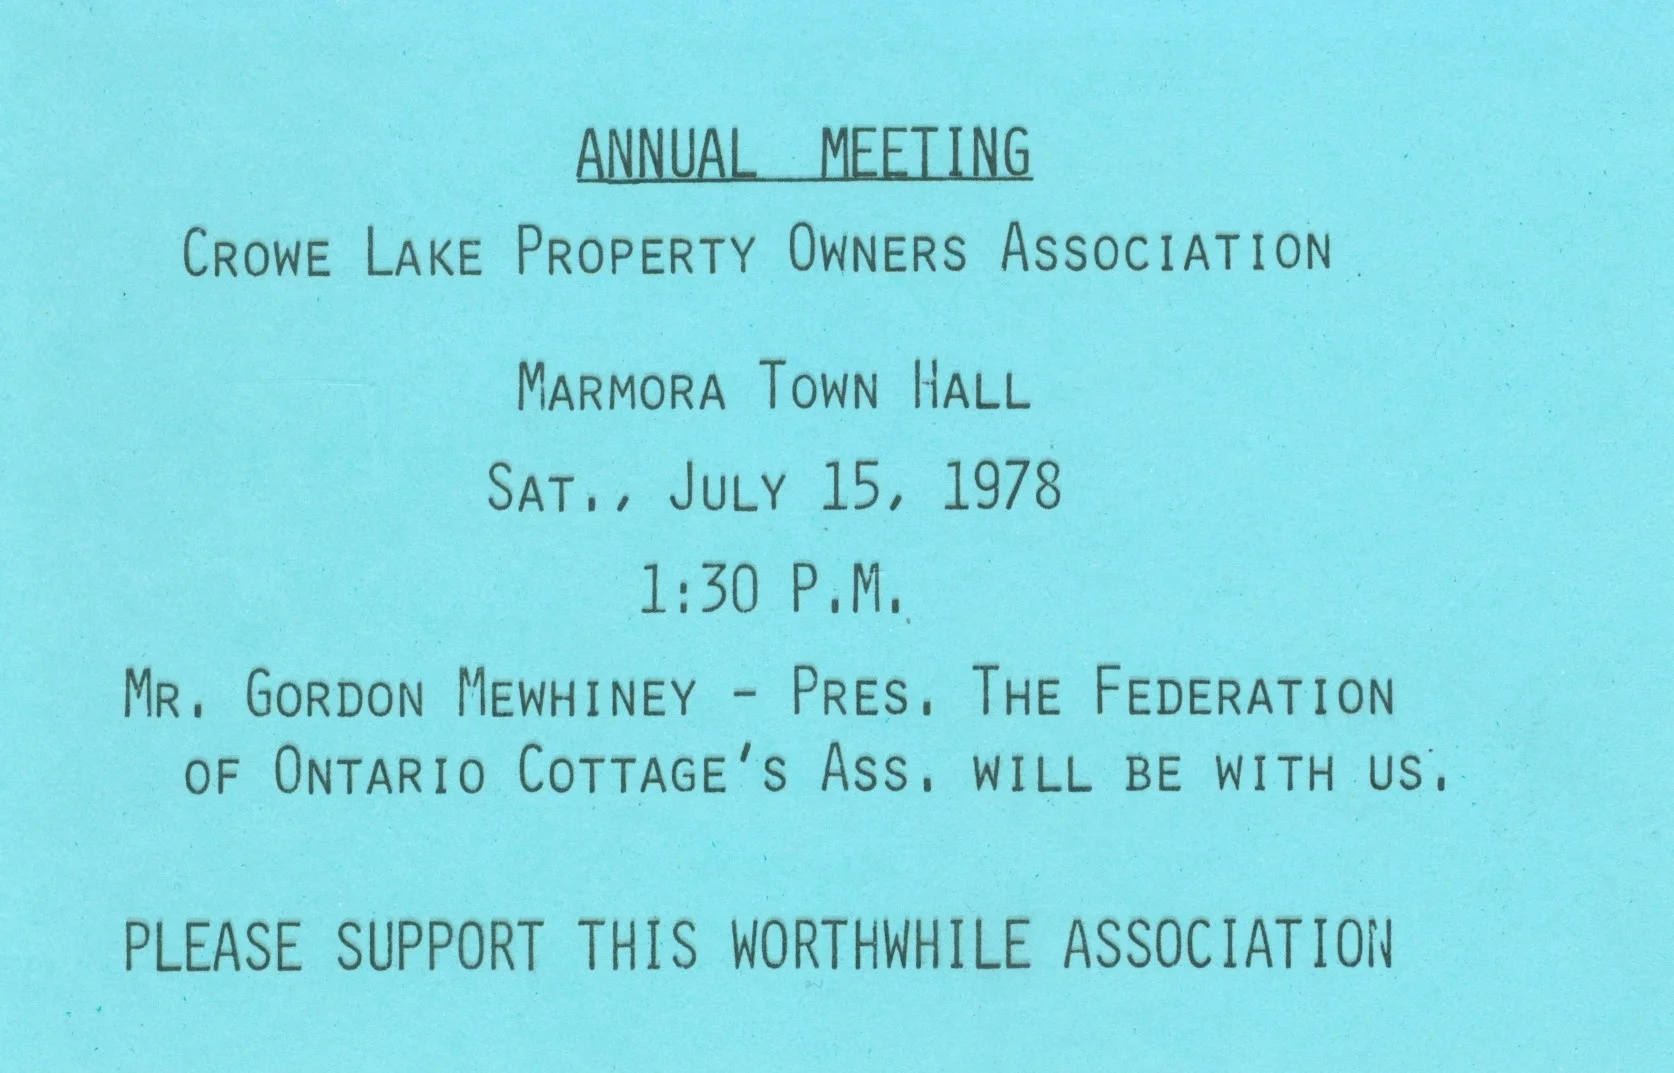 ANNUAL MEETING
CROWE LAKE PROPERTY OWNERS ASSOCIATION
MARMORA TOWN HALL
SAT., JULY 15, 1978
1:30 P.M.
MR. GORDON MEWHINEY - PRES. THE FEDERATION
OF ONTARIO COTTAGE'S ASS. WILL BE WITH US.
PLEASE SUPPORT THIS WORTHWHILE ASSOCIATION